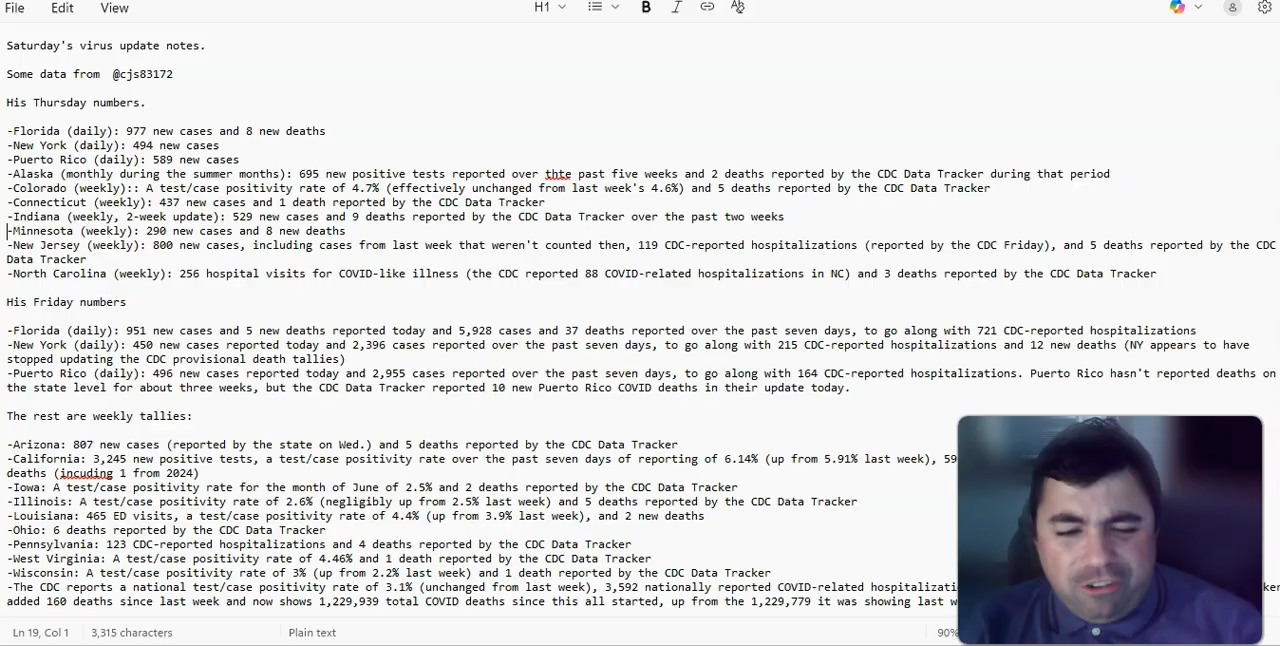 File Edit View H1 B I
Saturday's virus update notes.
Some data from @cjs83172
His Thursday numbers.
-Florida (daily): 977 new cases and 8 new deaths
-New York (daily): 494 new cases
-Puerto Rico (daily): 589 new cases
-Alaska (monthly during the summer months): 695 new positive tests reported over thte past five weeks and 2 deaths reported by the CDC Data Tracker during that period
-Colorado (weekly):: A test/case positivity rate of 4.7% (effectively unchanged from last week's 4.6%) and 5 deaths reported by the CDC Data Tracker
-Connecticut (weekly): 437 new cases and 1 death reported by the CDC Data Tracker
-Indiana (weekly, 2-week update): 529 new cases and 9 deaths reported by the CDC Data Tracker over the past two weeks
-Minnesota (weekly): 290 new cases and 8 new deaths
-New Jersey (weekly): 800 new cases, including cases from last week that weren't counted then, 119 CDC-reported hospitalizations (reported by the CDC Friday), and 5 deaths reported by the CDC
Data Tracker
-North Carolina (weekly): 256 hospital visits for COVID-like illness (the CDC reported 88 COVID-related hospitalizations in NC) and 3 deaths reported by the CDC Data Tracker
His Friday numbers
-Florida (daily): 951 new cases and 5 new deaths reported today and 5,928 cases and 37 deaths reported over the past seven days, to go along with 721 CDC-reported hospitalizations
-New York (daily): 450 new cases reported today and 2,396 cases reported over the past seven days, to go along with 215 CDC-reported hospitalizations and 12 new deaths (NY appears to have
stopped updating the CDC provisional death tallies)
-Puerto Rico (daily): 496 new cases reported today and 2,955 cases reported over the past seven days, to go along with 164 CDC-reported hospitalizations. Puerto Rico hasn't reported deaths on
the state level for about three weeks, but the CDC Data Tracker reported 10 new Puerto Rico COVID deaths in their update today.
The rest are weekly tallies:
-Arizona: 807 new cases (reported by the state on Wed.) and 5 deaths reported by the CDC Data Tracker
-California: 3,245 new positive tests, a test/case positivity rate over the past seven days of reporting of 6.14% (up from 5.91% last week), 59
deaths (incuding 1 from 2024)
-Iowa: A test/case positivity rate for the month of June of 2.5% and 2 deaths reported by the CDC Data Tracker
-Illinois: A test/case positivity rate of 2.6% (negligibly up from 2.5% last week) and 5 deaths reported by the CDC Data Tracker
-Louisiana: 465 ED visits, a test/case positivity rate of 4.4% (up from 3.9% last week), and 2 new deaths
-Ohio: 6 deaths reported by the CDC Data Tracker
-Pennsylvania: 123 CDC-reported hospitalizations and 4 deaths reported by the CDC Data Tracker
-West Virginia: A test/case positivity rate of 4.46% and 1 death reported by the CDC Data Tracker
-Wisconsin: A test/case positivity rate of 3% (up from 2.2% last week) and 1 death reported by the CDC Data Tracker
-The CDC reports a national test/case positivity rate of 3.1% (unchanged from last week), 3,592 nationally reported COVID-related hospitalizati
added 160 deaths since last week and now shows 1,229,939 total COVID deaths since this all started, up from the 1,229,779 it was showing last w
Ln 19, Col 1 3,315 characters Plain text 90%